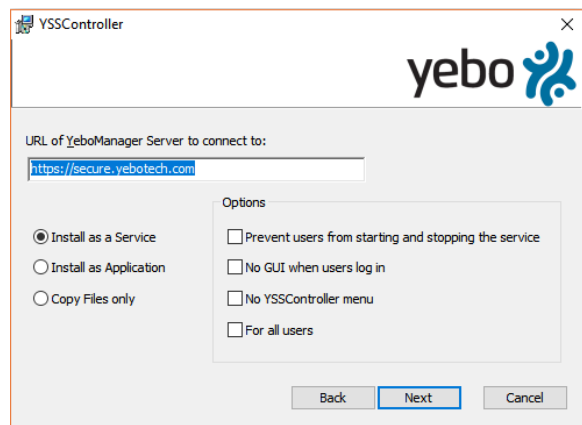 YSSController
yebo
URL of YeboManager Server to connect to:
https://secure.yebotech.com
Options
Install as a Service
Prevent users from starting and stopping the service
Install as Application
No GUI when users log in
Copy Files only
No YSSController menu
For all users
Back
Next
Cancel